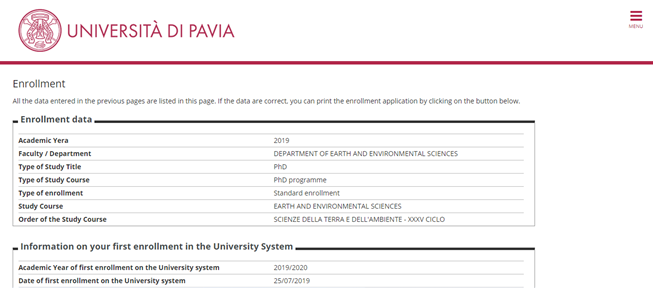 UNIVERSITÀ DI PAVIA
MENU
Enrollment
All the data entered in the previous pages are listed in this page. If the data are correct, you can print the enrollment application by clicking on the button below.
Enrollment data
Academic Yera 2019
Faculty / Department DEPARTMENT OF EARTH AND ENVIRONMENTAL SCIENCES
Type of Study Title PhD
Type of Study Course PhD programme
Type of enrollment Standard enrollment
Study Course EARTH AND ENVIRONMENTAL SCIENCES
Order of the Study Course SCIENZE DELLA TERRA E DELL'AMBIENTE - XXXV CICLO
Information on your first enrollment in the University System
Academic Year of first enrollment on the University system 2019/2020
Date of first enrollment on the University system 25/07/2019